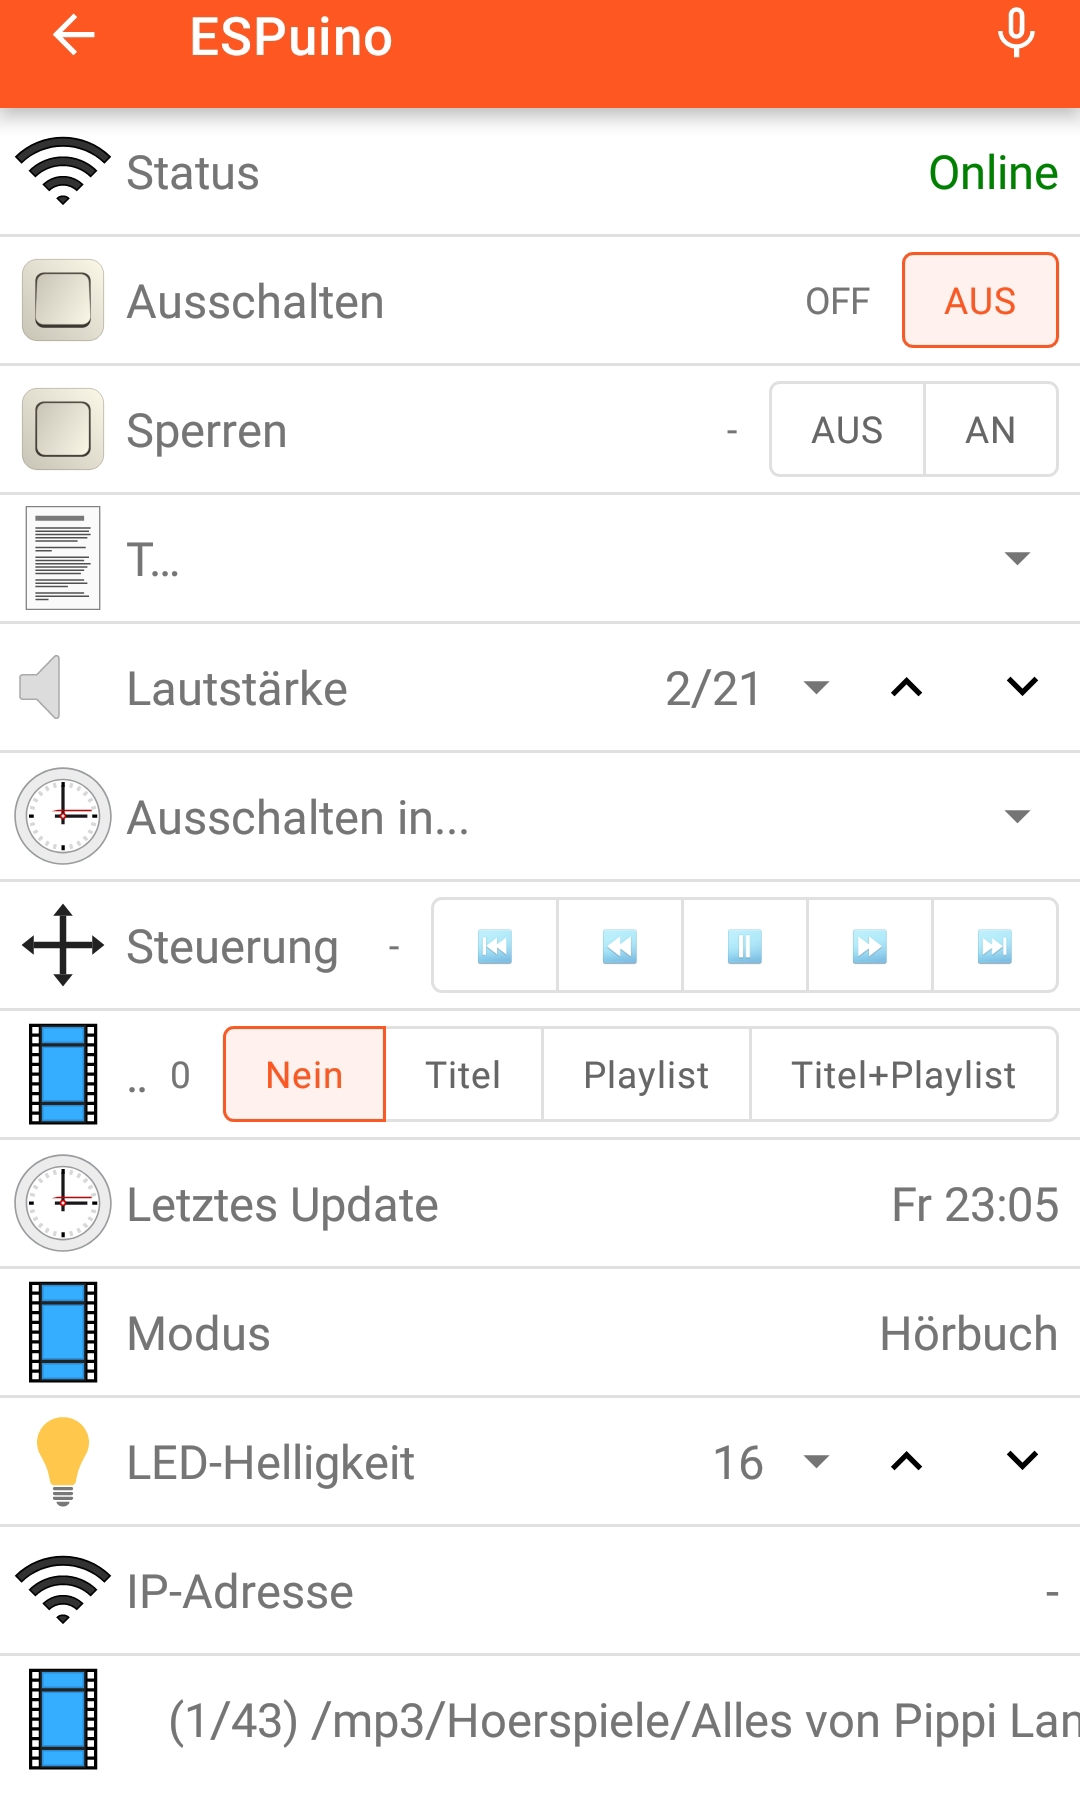 ESPuino
Status Online
Ausschalten OFF AUS
Sperren - AUS AN
T...
Lautstärke 2/21
Ausschalten in...
Steuerung -
.. 0 Nein Titel Playlist Titel+Playlist
Letztes Update Fr 23:05
Modus Hörbuch
LED-Helligkeit 16
IP-Adresse -
(1/43) /mp3/Hoerspiele/Alles von Pippi Lan